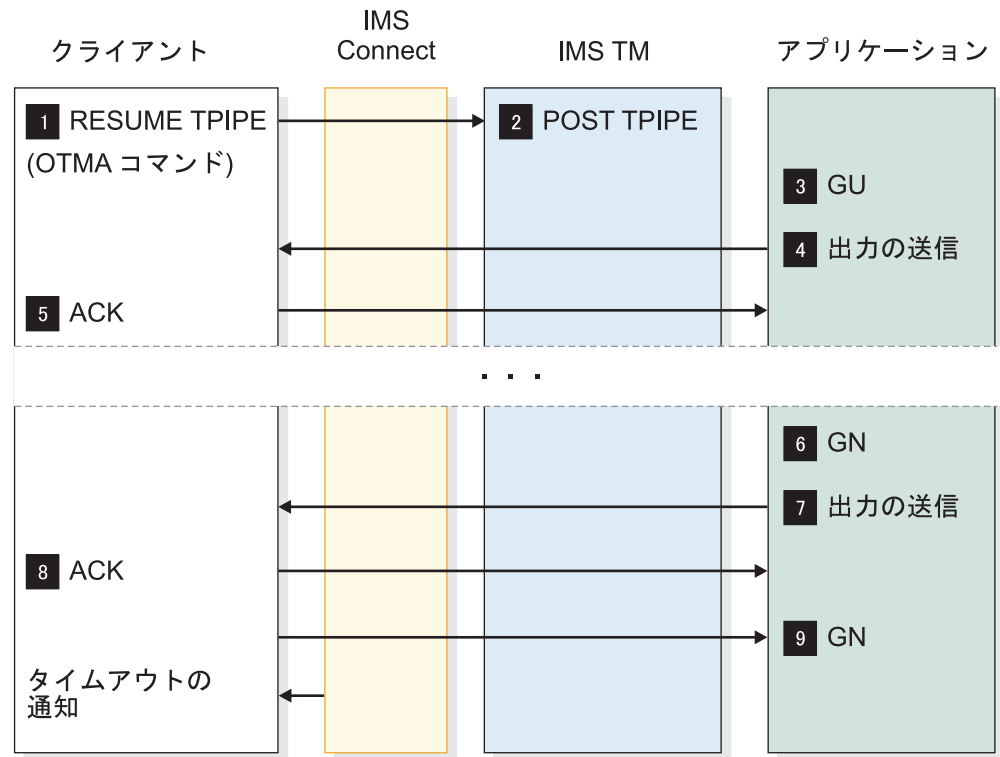 クライアント
IMS
Connect
IMS TM
アプリケーション
1 RESUME TPIPE
(OTMA コマンド)
2 POST TPIPE
3 GU
4 出力の送信
5 ACK
. . .
6 GN
7 出力の送信
8 ACK
9 GN
タイムアウトの
通知